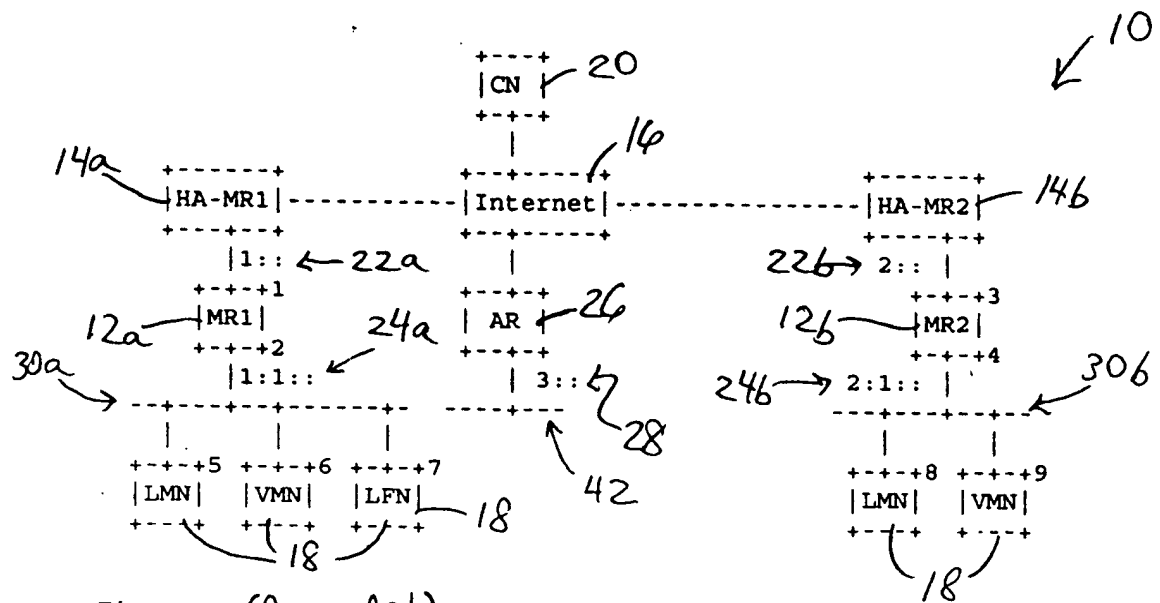 10
CN 20
16
14a HA-MR1 Internet HA-MR2 14b
1:: 22a 22b 2::
1 3
12a MR1 AR 26 12b MR2
2 24a 4
30a 1:1:: 3:: 24b 2:1:: 30b
28
42
5 6 7 8 9
LMN VMN LFN 18 LMN VMN
18 18